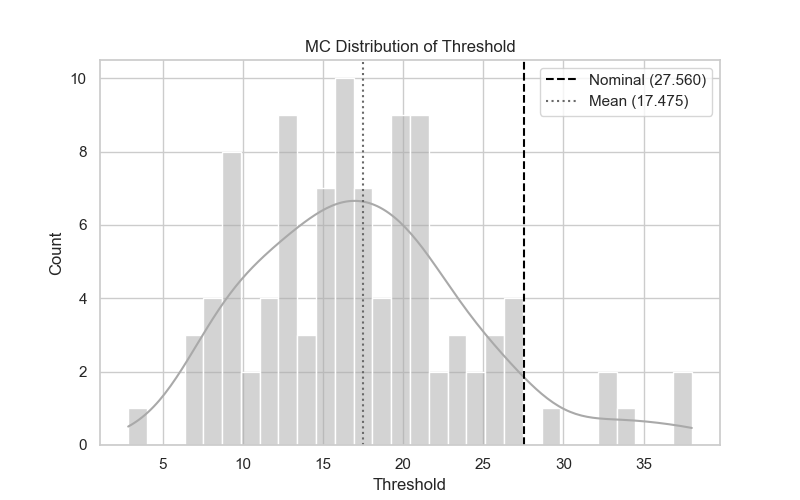 MC Distribution of Threshold
Nominal (27.560)
Mean (17.475)
10
8
6
4
2
0
Count
5 10 15 20 25 30 35
Threshold